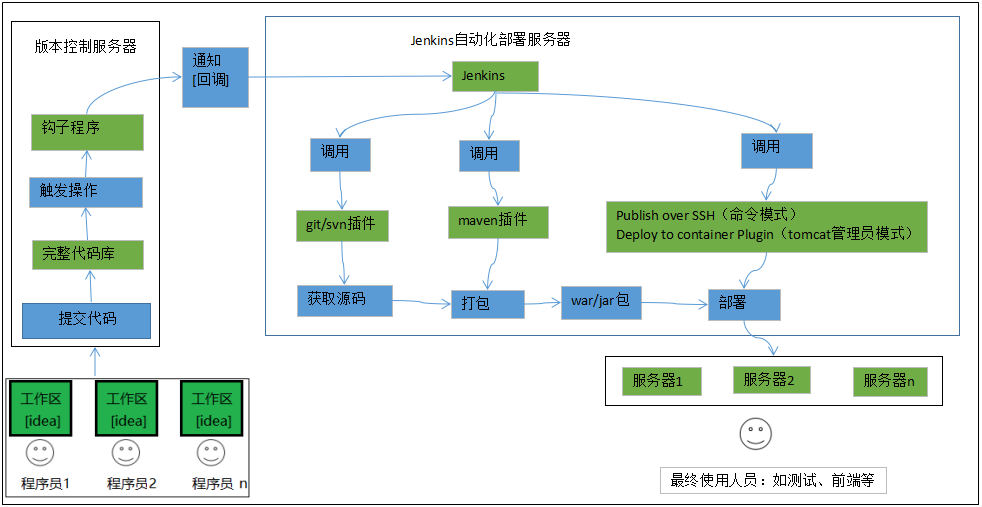 版本控制服务器
钩子程序
触发操作
完整代码库
提交代码
工作区
[idea]
工作区
[idea]
工作区
[idea]
程序员1
程序员2
程序员 n
通知
[回调]
Jenkins自动化部署服务器
Jenkins
调用
调用
调用
git/svn插件
maven插件
Publish over SSH（命令模式）
Deploy to container Plugin（tomcat管理员模式）
获取源码
打包
war/jar包
部署
服务器1
服务器2
服务器n
最终使用人员：如测试、前端等